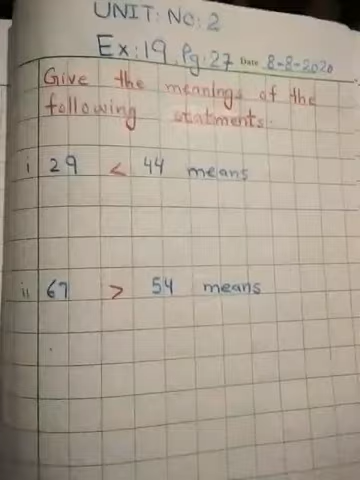 UNIT: NO: 2
Ex: 19. Pg: 27 Date 8-8-2020
Give the meanings of the
following statments.
i 29 < 44 means
ii 67 > 54 means